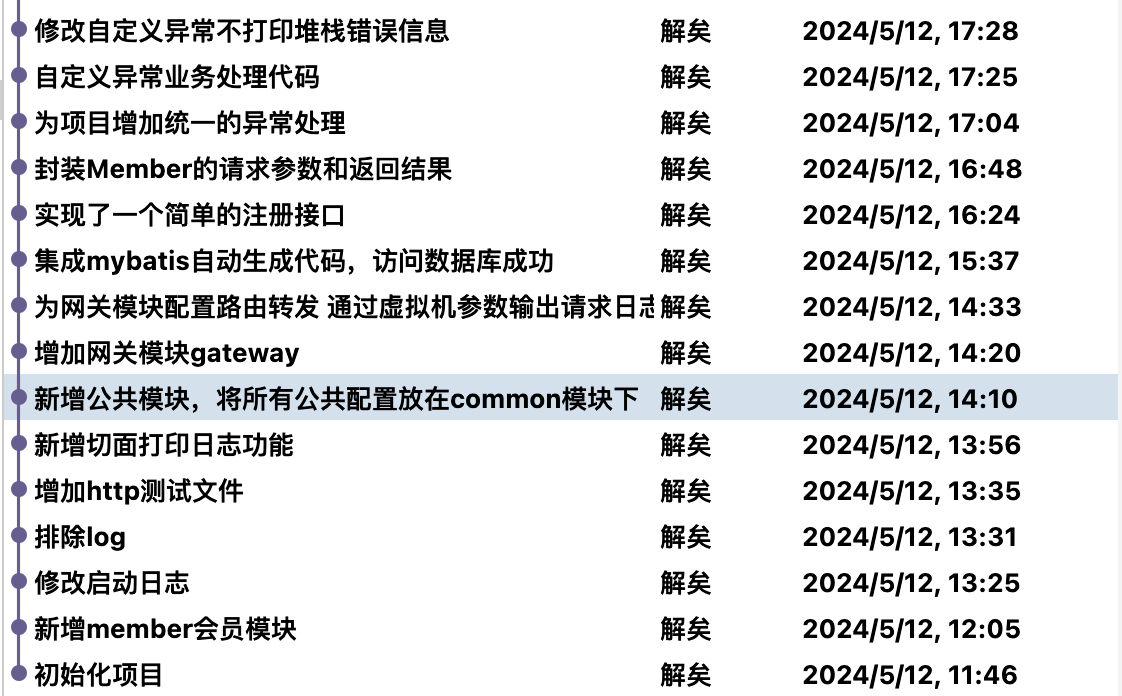 修改自定义异常不打印堆栈错误信息 解矣 2024/5/12, 17:28
自定义异常业务处理代码 解矣 2024/5/12, 17:25
为项目增加统一的异常处理 解矣 2024/5/12, 17:04
封装Member的请求参数和返回结果 解矣 2024/5/12, 16:48
实现了一个简单的注册接口 解矣 2024/5/12, 16:24
集成mybatis自动生成代码，访问数据库成功 解矣 2024/5/12, 15:37
为网关模块配置路由转发 通过虚拟机参数输出请求日志 解矣 2024/5/12, 14:33
增加网关模块gateway 解矣 2024/5/12, 14:20
新增公共模块，将所有公共配置放在common模块下 解矣 2024/5/12, 14:10
新增切面打印日志功能 解矣 2024/5/12, 13:56
增加http测试文件 解矣 2024/5/12, 13:35
排除log 解矣 2024/5/12, 13:31
修改启动日志 解矣 2024/5/12, 13:25
新增member会员模块 解矣 2024/5/12, 12:05
初始化项目 解矣 2024/5/12, 11:46